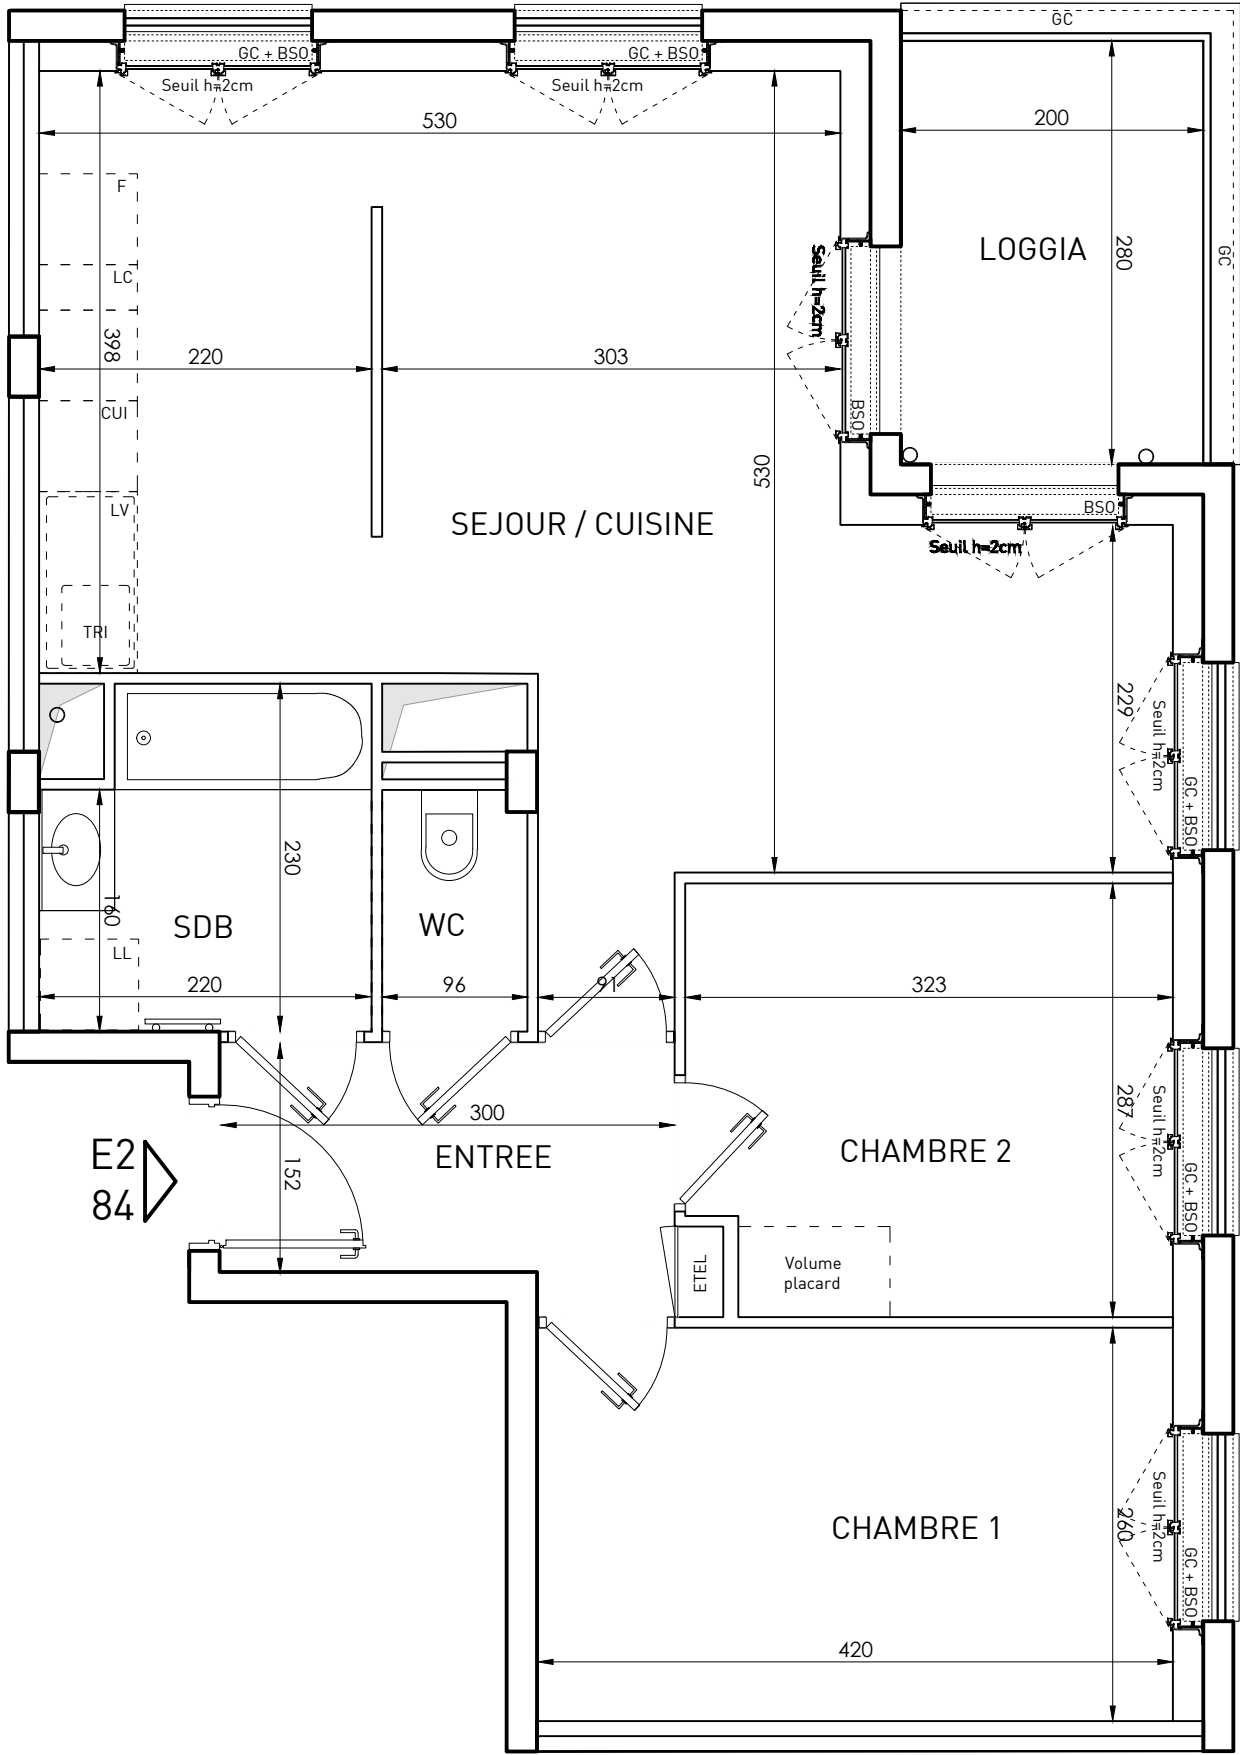 GC
GC + BSO
GC + BSO
Seuil h=2cm
Seuil h=2cm
530
200
F
LOGGIA
280
GC
Seuil h=2cm
LC
398
220
303
CUI
BSO
530
LV
BSO
SEJOUR / CUISINE
Seuil h=2cm
TRI
229
Seuil h=2cm
GC + BSO
230
160
SDB
WC
LL
220
96
91
323
300
287
Seuil h=2cm
E2
84
152
ENTREE
CHAMBRE 2
GC + BSO
ETEL
Volume
placard
CHAMBRE 1
260
Seuil h=2cm
GC + BSO
420